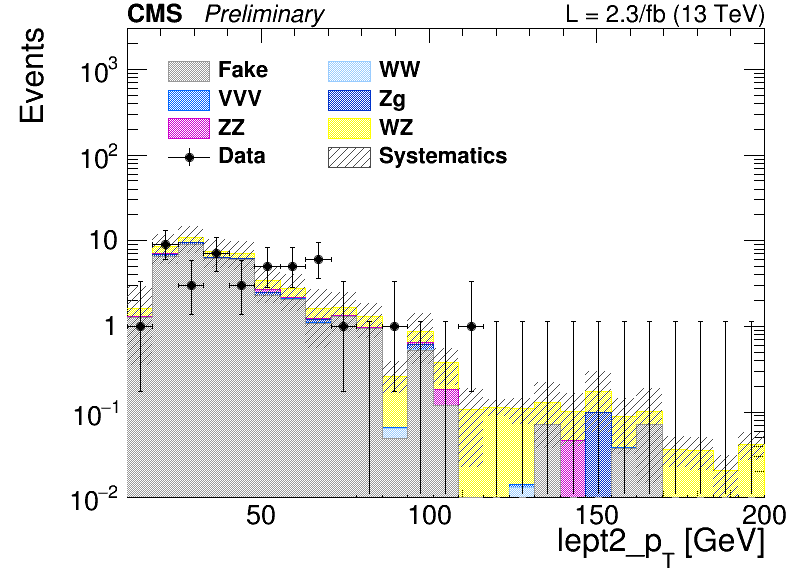 CMS Preliminary L = 2.3/fb (13 TeV)
Events
10³
10²
10
1
10⁻¹
10⁻²
Fake WW
VVV Zg
ZZ WZ
Data Systematics
50 100 150 200
lept2_p_T [GeV]